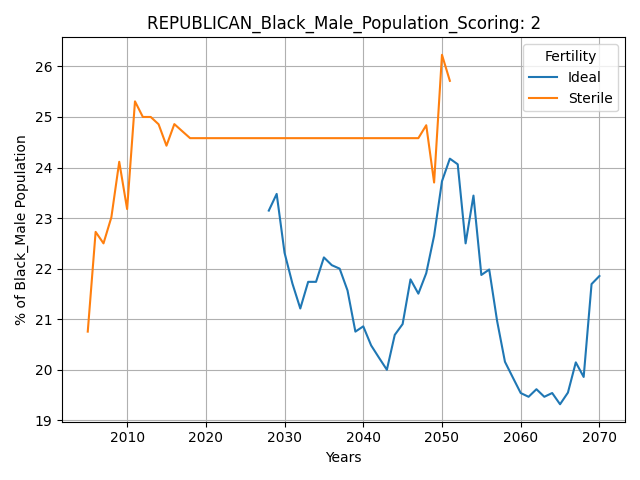 REPUBLICAN_Black_Male_Population_Scoring: 2
Fertility
Ideal
Sterile
% of Black_Male Population
26
25
24
23
22
21
20
19
2010 2020 2030 2040 2050 2060 2070
Years